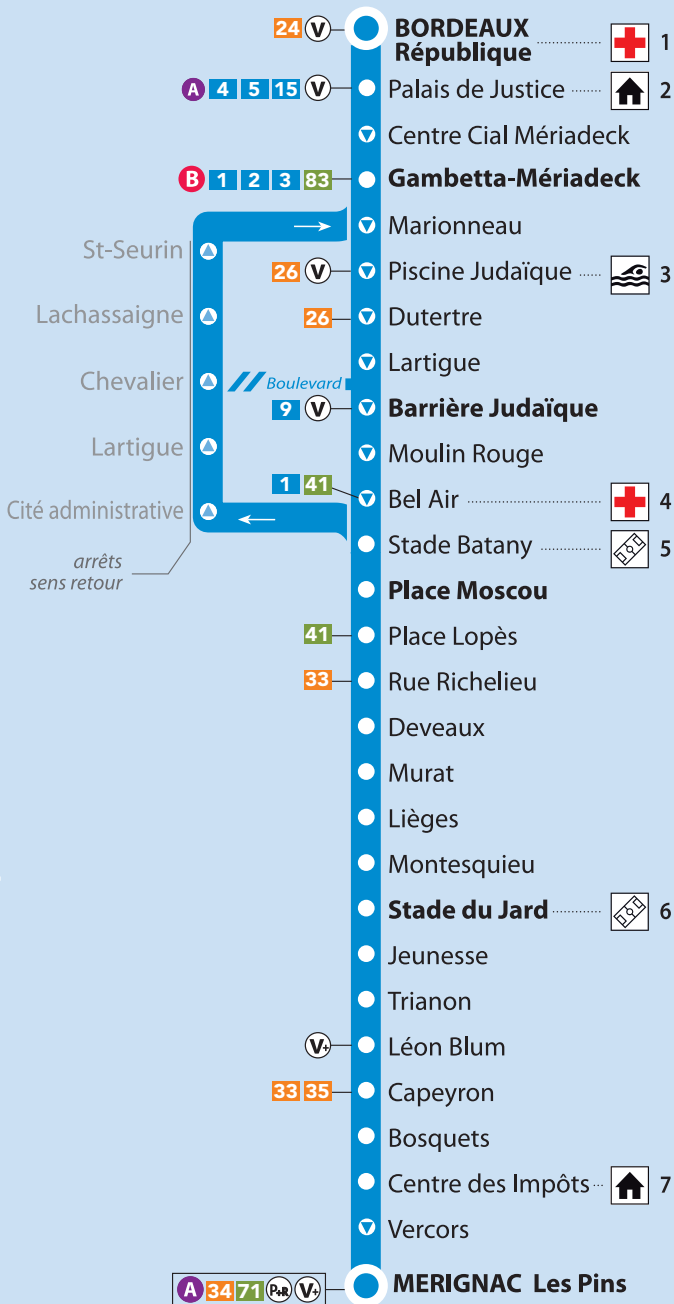 24 V BORDEAUX
République 1
A 4 5 15 V Palais de Justice 2
Centre Cial Mériadeck
B 1 2 3 83 Gambetta-Mériadeck
Marionneau
St-Seurin
26 V Piscine Judaïque 3
Lachassaigne
26 Dutertre
Lartigue
Chevalier
Boulevard
9 V Barrière Judaïque
Lartigue
Moulin Rouge
1 41 Bel Air 4
Cité administrative
Stade Batany 5
arrêts
sens retour
Place Moscou
41 Place Lopès
33 Rue Richelieu
Deveaux
Murat
Lièges
Montesquieu
Stade du Jard 6
Jeunesse
Trianon
V+ Léon Blum
33 35 Capeyron
Bosquets
Centre des Impôts 7
Vercors
A 34 71 P+R V+ MERIGNAC Les Pins